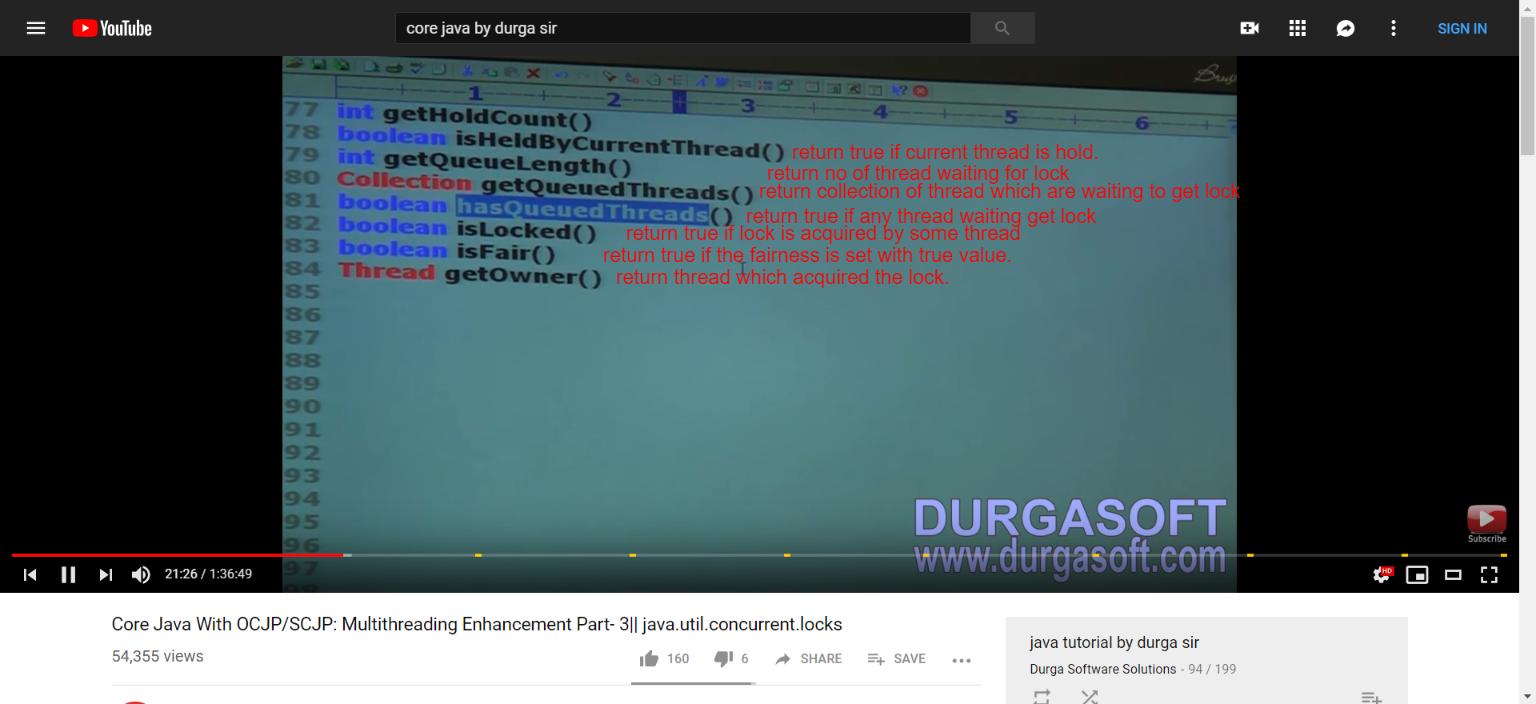 YouTube
core java by durga sir
SIGN IN
1 2 3 4 5 6
77 int getHoldCount()
78 boolean isHeldByCurrentThread() return true if current thread is hold.
79 int getQueueLength() return no of thread waiting for lock
80 Collection getQueuedThreads() return collection of thread which are waiting to get lock
81 boolean hasQueuedThreads() return true if any thread waiting get lock
82 boolean isLocked() return true if lock is acquired by some thread
83 boolean isFair() return true if the fairness is set with true value.
84 Thread getOwner() return thread which acquired the lock.
85
86
87
88
89
90
91
92
93
94
95
96
97
98
DURGASOFT
www.durgasoft.com
Subscribe
21:26 / 1:36:49
HD
Core Java With OCJP/SCJP: Multithreading Enhancement Part- 3|| java.util.concurrent.locks
54,355 views
160 6 SHARE SAVE
java tutorial by durga sir
Durga Software Solutions - 94 / 199